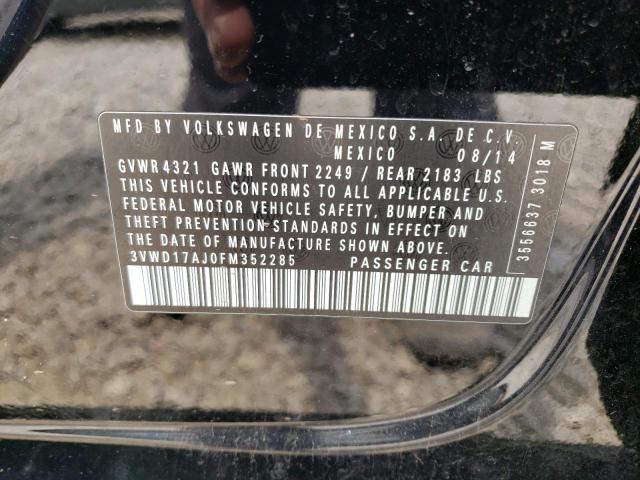 MFD BY VOLKSWAGEN DE MEXICO S.A. DE C.V.
MEXICO 08/14
GVWR 4321 GAWR FRONT 2249 / REAR 2183 LBS
THIS VEHICLE CONFORMS TO ALL APPLICABLE U.S.
FEDERAL MOTOR VEHICLE SAFETY, BUMPER AND
THEFT PREVENTION STANDARDS IN EFFECT ON
THE DATE OF MANUFACTURE SHOWN ABOVE.
3VWD17AJ0FM352285 PASSENGER CAR
3556637 3018 M